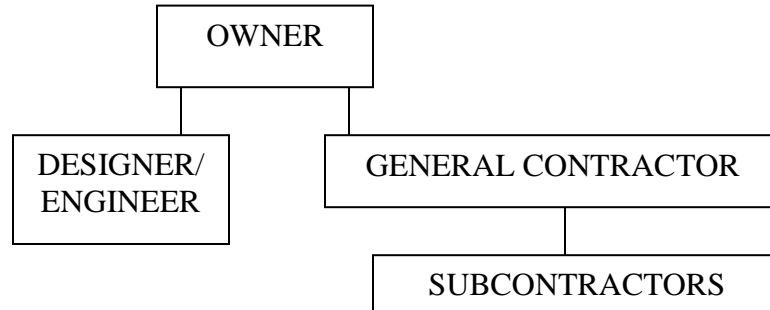 OWNER
DESIGNER/
ENGINEER
GENERAL CONTRACTOR
SUBCONTRACTORS